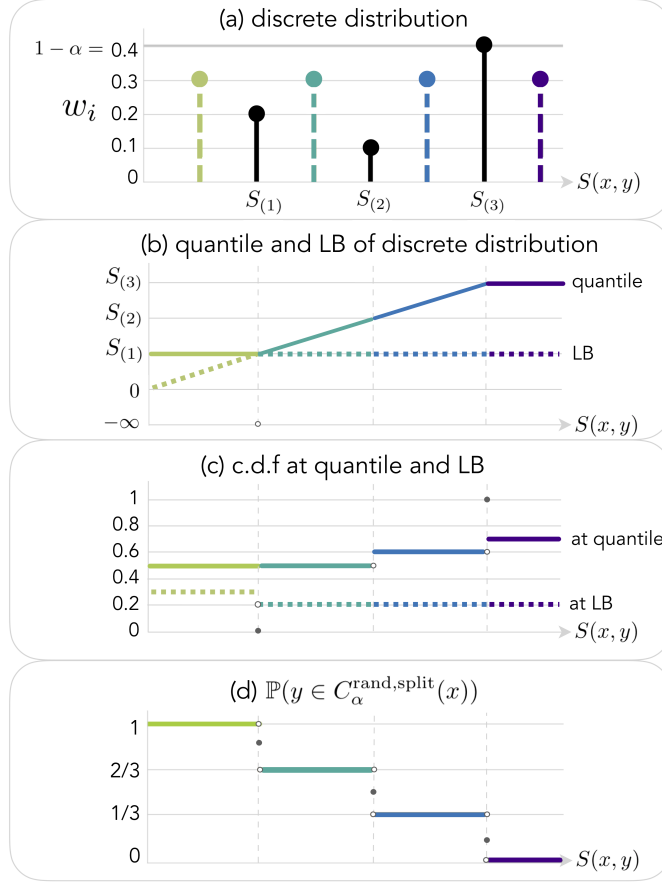 (a) discrete distribution
1 − α = 0.4
0.3
w_i
0.2
0.1
0
S(x, y)
S_(1) S_(2) S_(3)
(b) quantile and LB of discrete distribution
S_(3)
quantile
S_(2)
S_(1)
LB
0
−∞
S(x, y)
(c) c.d.f at quantile and LB
1
0.8
at quantile
0.6
0.4
0.2
at LB
0
S(x, y)
(d) ℙ(y ∈ C_α^{rand,split}(x))
1
2/3
1/3
0
S(x, y)